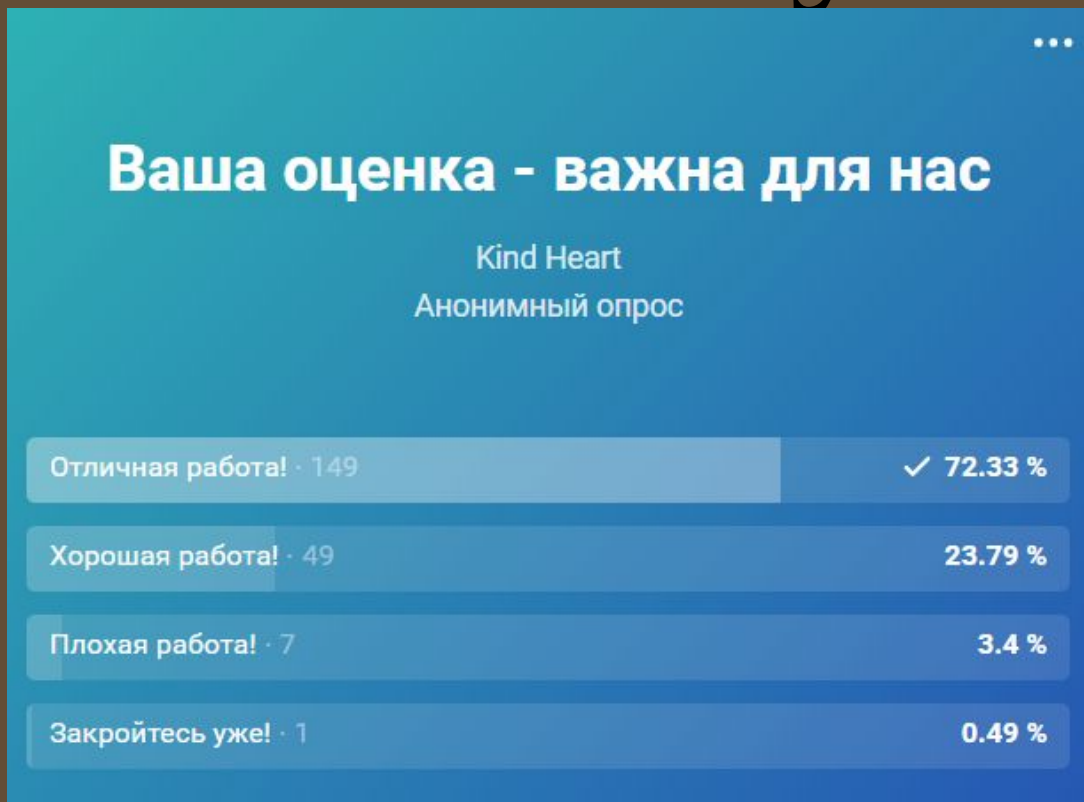 Ваша оценка - важна для нас
Kind Heart
Анонимный опрос
Отличная работа! · 149 72.33 %
Хорошая работа! · 49 23.79 %
Плохая работа! · 7 3.4 %
Закройтесь уже! · 1 0.49 %